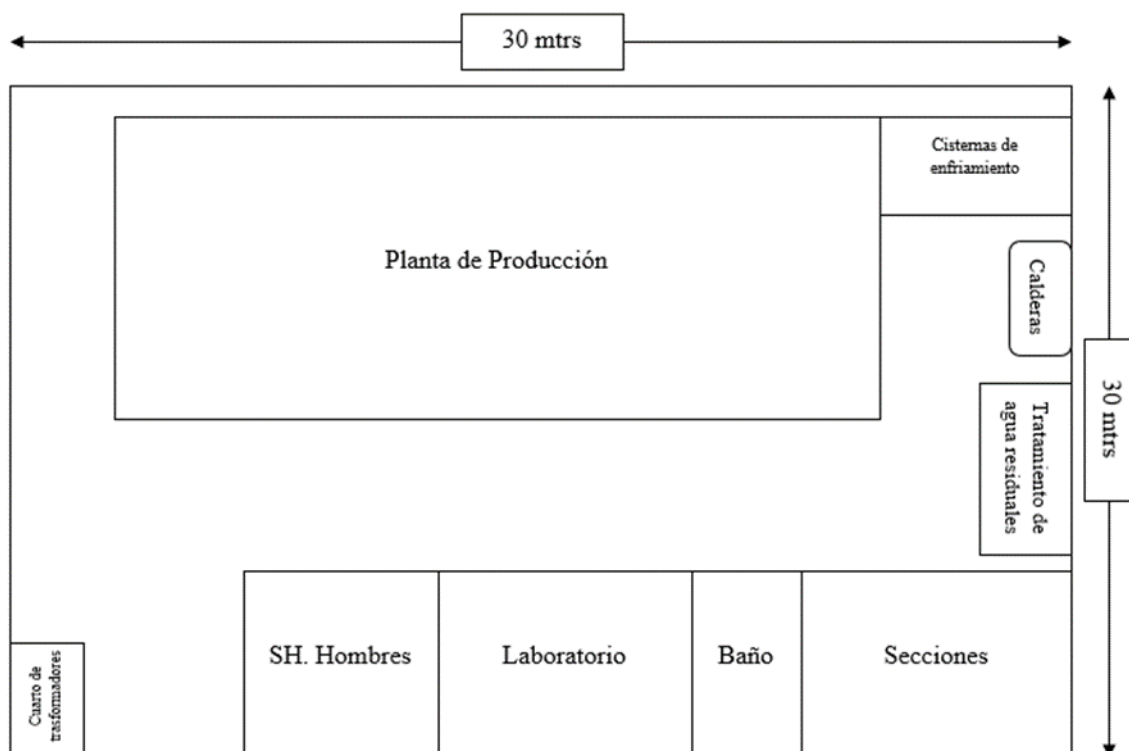 30 mtrs
Cisternas de
enfriamiento
Planta de Producción
Calderas
30 mtrs
Tratamiento de
agua residuales
SH. Hombres
Laboratorio
Baño
Secciones
Cuarto de
trasformadores